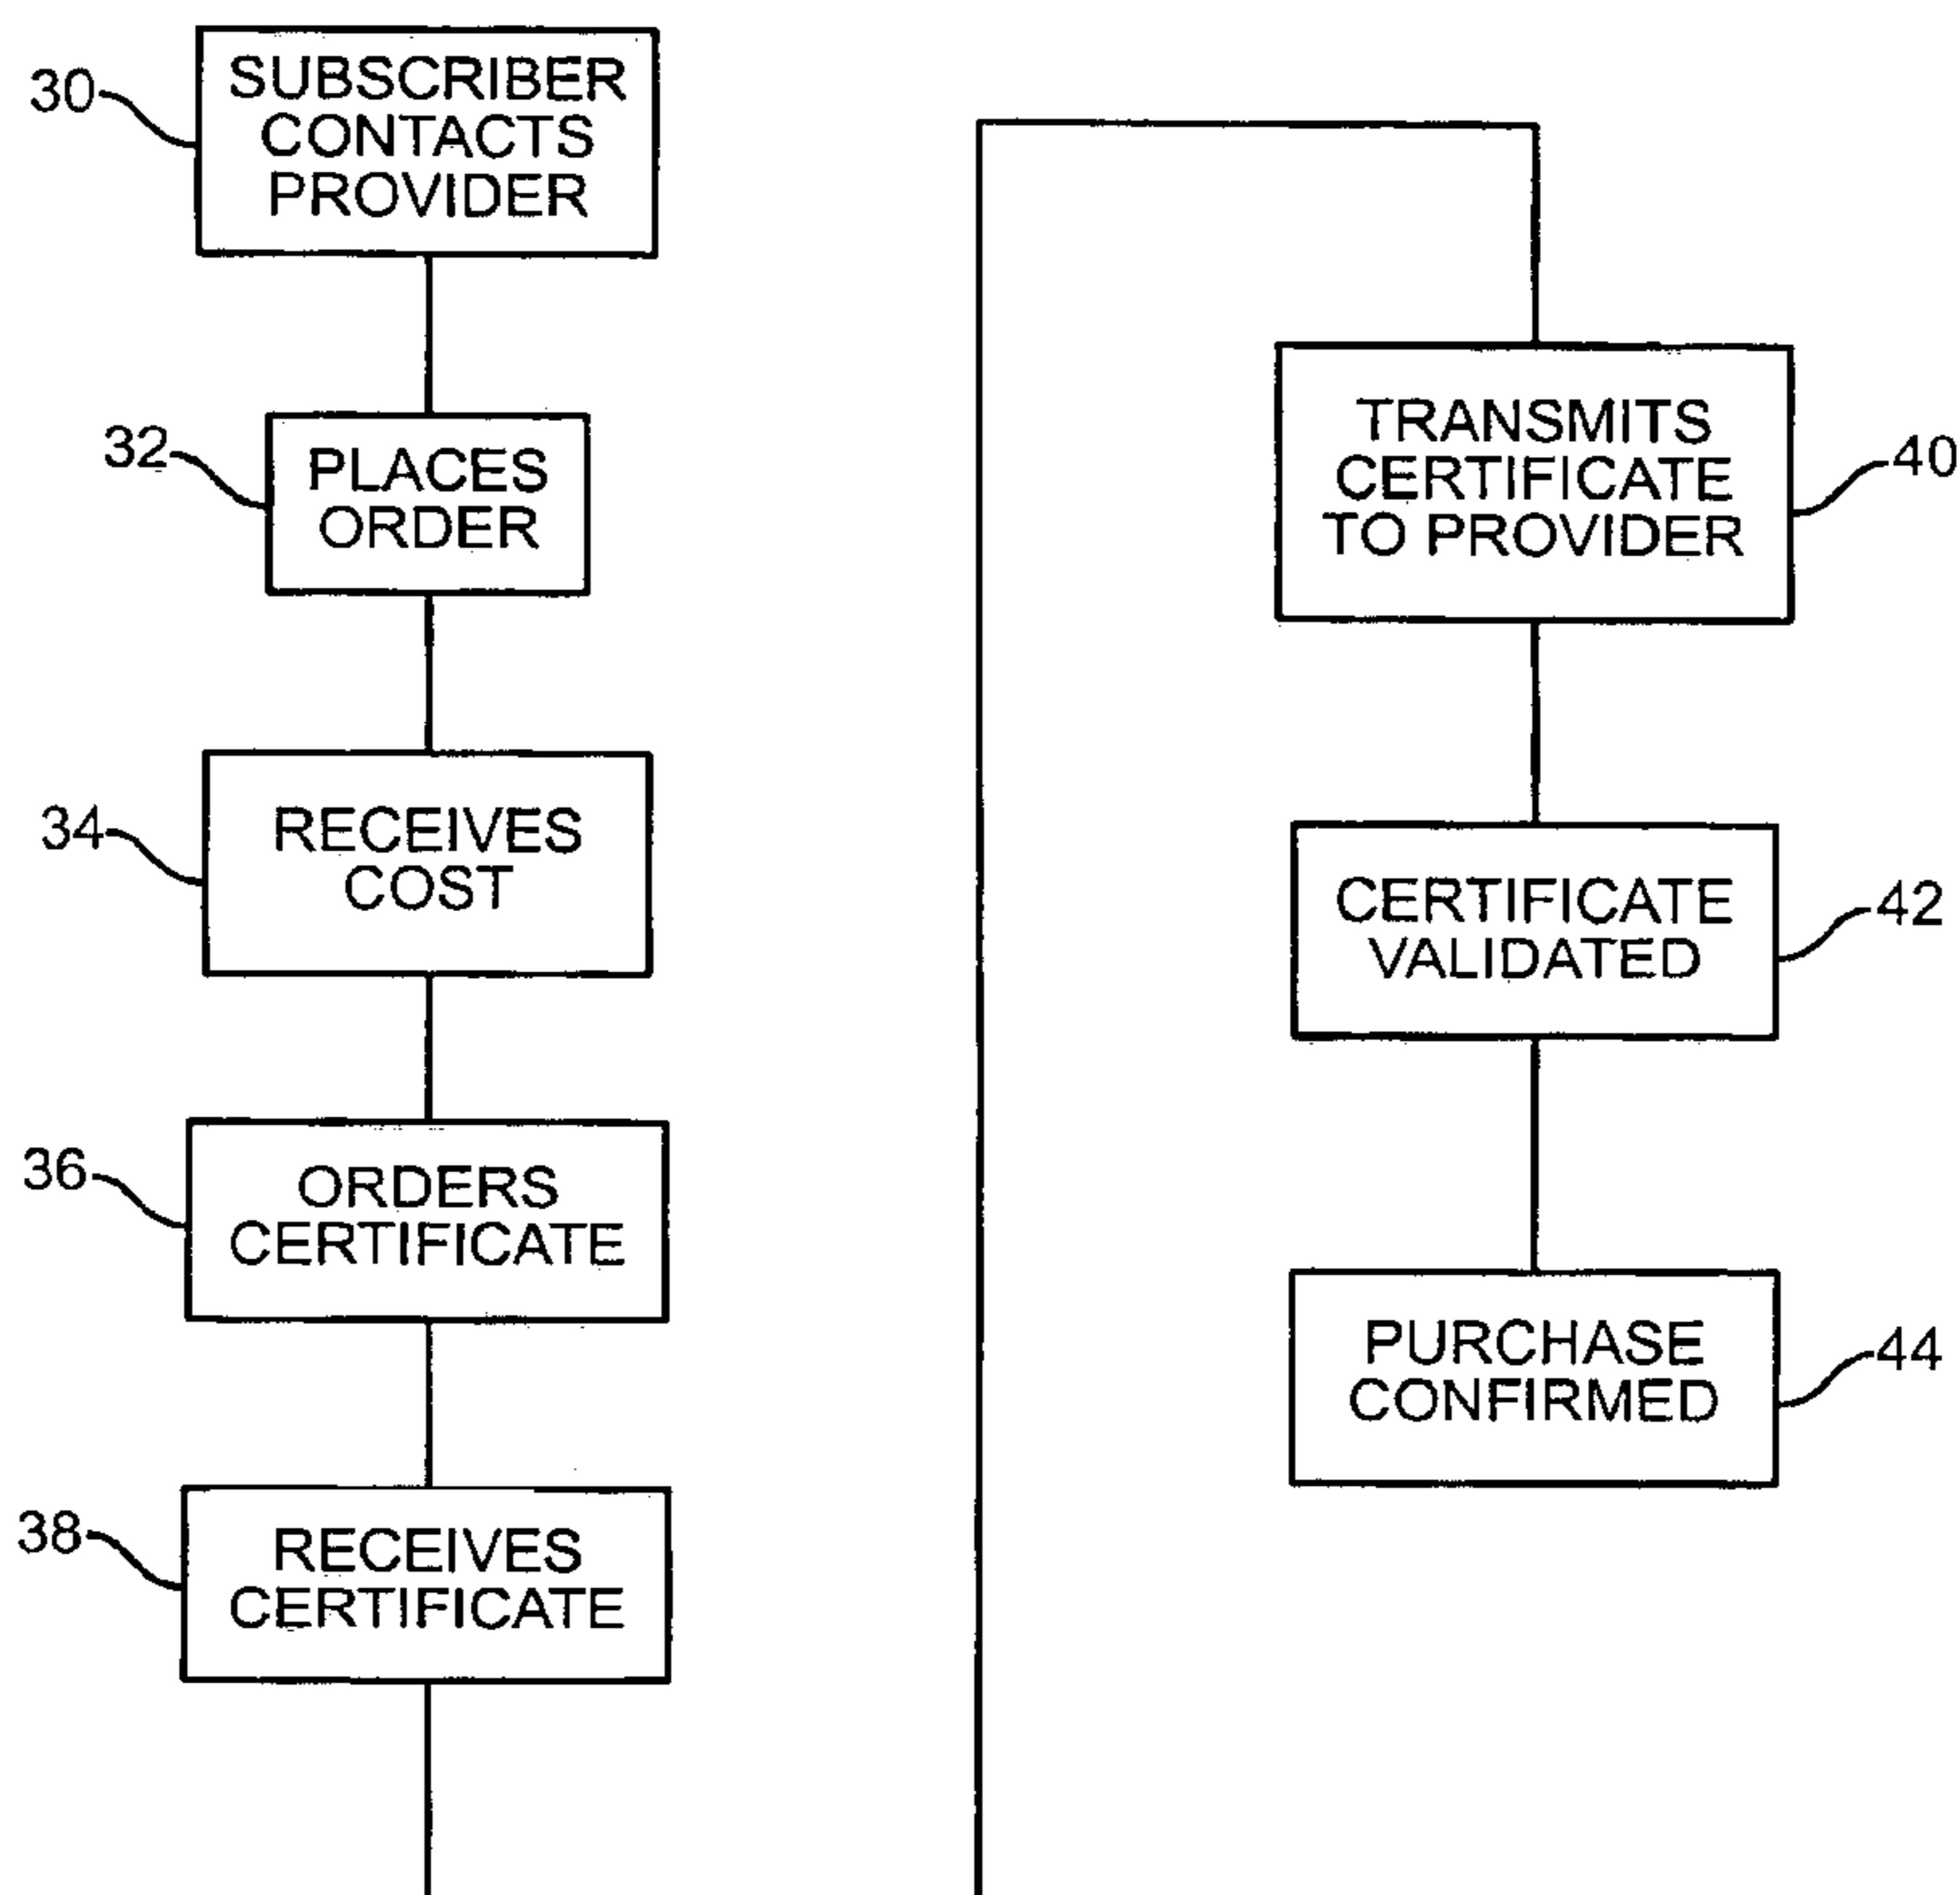 30
SUBSCRIBER
CONTACTS
PROVIDER
32
PLACES
ORDER
34
RECEIVES
COST
36
ORDERS
CERTIFICATE
38
RECEIVES
CERTIFICATE
TRANSMITS
CERTIFICATE
TO PROVIDER
40
CERTIFICATE
VALIDATED
42
PURCHASE
CONFIRMED
44